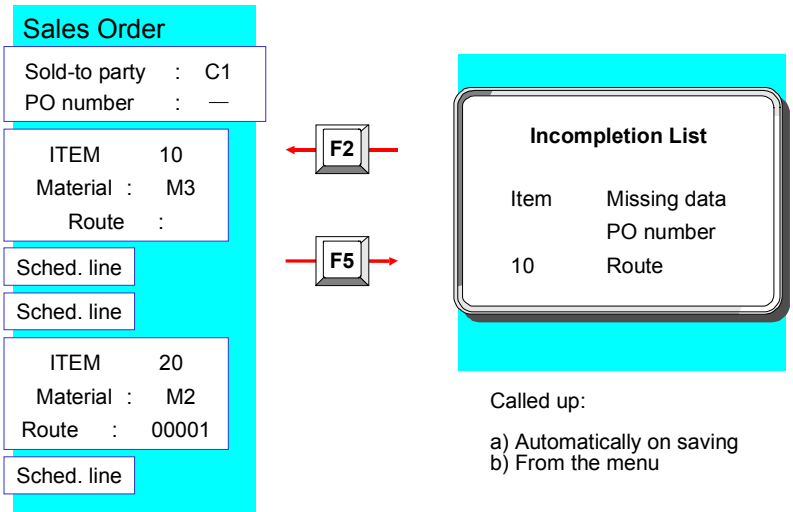 Sales Order
Sold-to party : C1
PO number : —
ITEM 10
Material : M3
Route :
Sched. line
Sched. line
ITEM 20
Material : M2
Route : 00001
Sched. line
F2
F5
Incompletion List
Item Missing data
PO number
10 Route
Called up:
a) Automatically on saving
b) From the menu